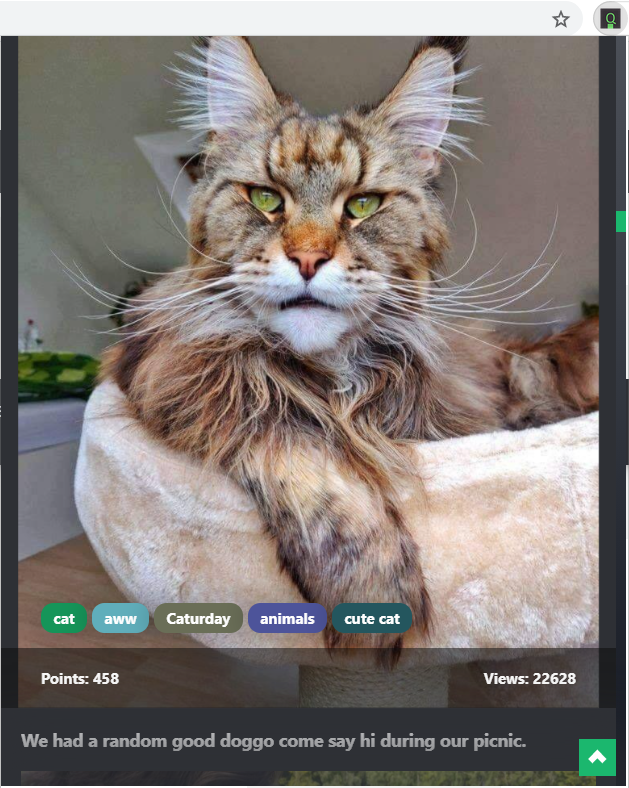 cat aww Caturday animals cute cat
Points: 458 Views: 22628
We had a random good doggo come say hi during our picnic.